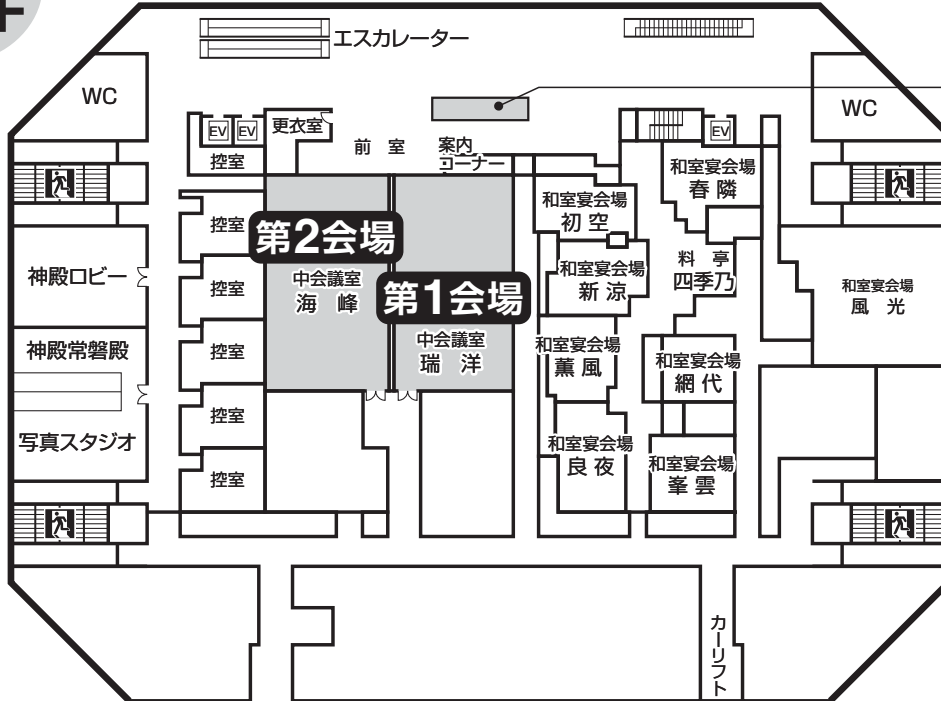 エスカレーター
WC
WC
EV
EV
更衣室
EV
前 室
案内
コーナー
控室
和室宴会場
春 隣
和室宴会場
初 空
控室
第2会場
中会議室
海 峰
第1会場
中会議室
瑞 洋
神殿ロビー
控室
和室宴会場
新 涼
料 亭
四季乃
和室宴会場
風 光
神殿常磐殿
控室
和室宴会場
薫 風
和室宴会場
網 代
写真スタジオ
控室
和室宴会場
良 夜
和室宴会場
峯 雲
控室
カーリフト